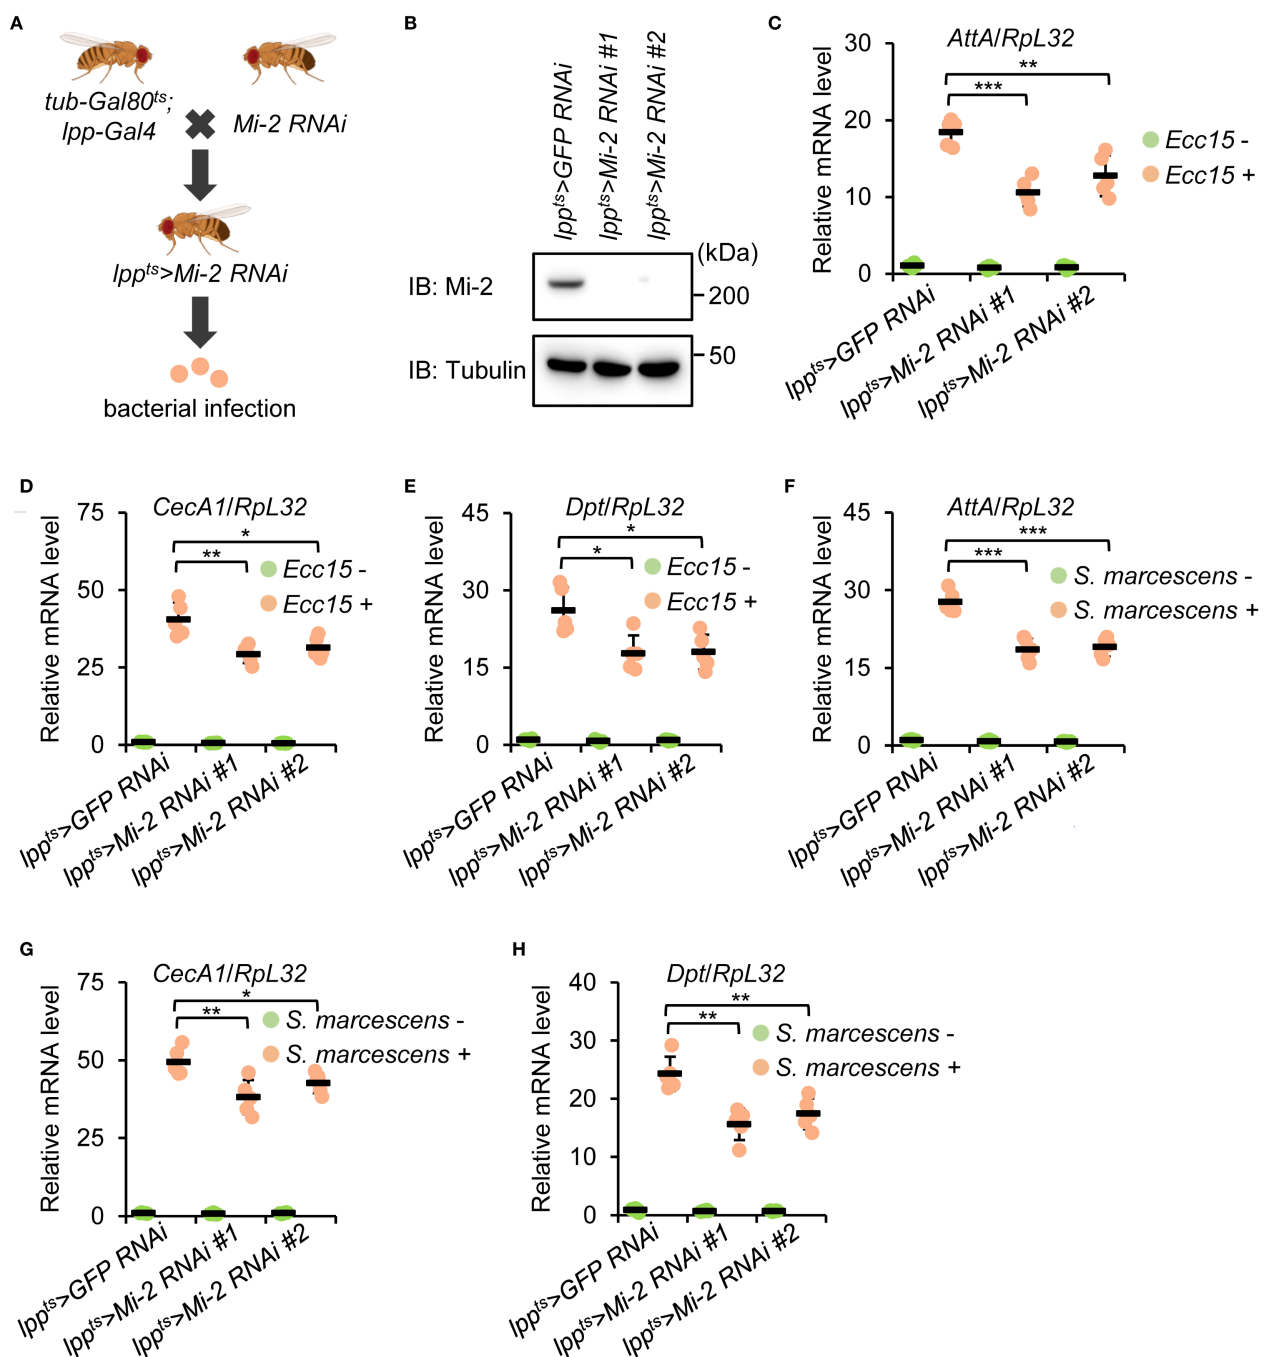 A
tub-Gal80ts;
lpp-Gal4
Mi-2 RNAi
lppts>Mi-2 RNAi
bacterial infection
B
lppts>GFP RNAi
lppts>Mi-2 RNAi #1
lppts>Mi-2 RNAi #2
(kDa)
IB: Mi-2
200
50
IB: Tubulin
C
AttA/RpL32
Relative mRNA level
30
20
10
0
**
***
Ecc15 -
Ecc15 +
lppts>GFP RNAi
lppts>Mi-2 RNAi #1
lppts>Mi-2 RNAi #2
D
CecA1/RpL32
Relative mRNA level
75
50
25
0
*
**
Ecc15 -
Ecc15 +
lppts>GFP RNAi
lppts>Mi-2 RNAi #1
lppts>Mi-2 RNAi #2
E
Dpt/RpL32
Relative mRNA level
45
30
15
0
*
*
Ecc15 -
Ecc15 +
lppts>GFP RNAi
lppts>Mi-2 RNAi #1
lppts>Mi-2 RNAi #2
F
AttA/RpL32
Relative mRNA level
45
30
15
0
***
***
S. marcescens -
S. marcescens +
lppts>GFP RNAi
lppts>Mi-2 RNAi #1
lppts>Mi-2 RNAi #2
G
CecA1/RpL32
Relative mRNA level
75
50
25
0
*
**
S. marcescens -
S. marcescens +
lppts>GFP RNAi
lppts>Mi-2 RNAi #1
lppts>Mi-2 RNAi #2
H
Dpt/RpL32
Relative mRNA level
40
30
20
10
0
**
**
S. marcescens -
S. marcescens +
lppts>GFP RNAi
lppts>Mi-2 RNAi #1
lppts>Mi-2 RNAi #2